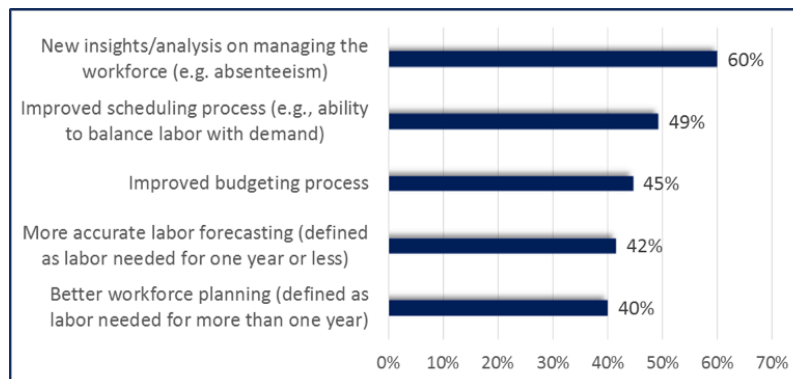 New insights/analysis on managing the
workforce (e.g. absenteeism)
60%
Improved scheduling process (e.g., ability
to balance labor with demand)
49%
Improved budgeting process
45%
More accurate labor forecasting (defined
as labor needed for one year or less)
42%
Better workforce planning (defined as
labor needed for more than one year)
40%
0% 10% 20% 30% 40% 50% 60% 70%